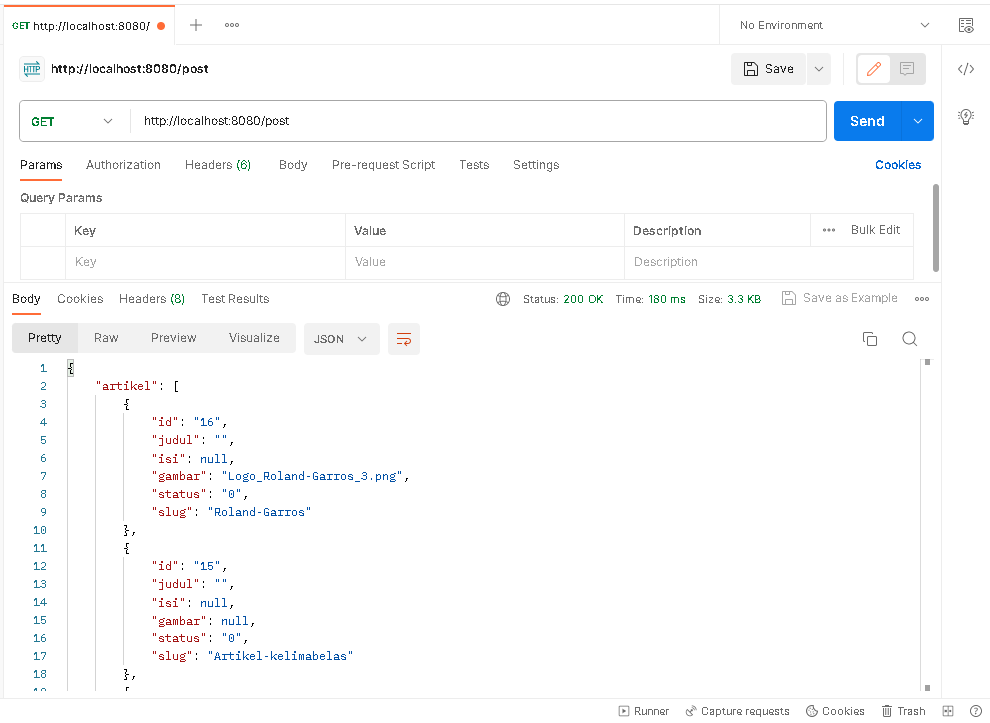 GET http://localhost:8080/
No Environment
HTTP http://localhost:8080/post
Save
GET http://localhost:8080/post Send
Params Authorization Headers (6) Body Pre-request Script Tests Settings Cookies
Query Params
Key Value Description Bulk Edit
Key Value Description
Body Cookies Headers (8) Test Results Status: 200 OK Time: 180 ms Size: 3.3 KB Save as Example
Pretty Raw Preview Visualize JSON
1 {
2 "artikel": [
3 {
4 "id": "16",
5 "judul": "",
6 "isi": null,
7 "gambar": "Logo_Roland-Garros_3.png",
8 "status": "0",
9 "slug": "Roland-Garros"
10 },
11 {
12 "id": "15",
13 "judul": "",
14 "isi": null,
15 "gambar": null,
16 "status": "0",
17 "slug": "Artikel-kelimabelas"
18 },
Runner Capture requests Cookies Trash